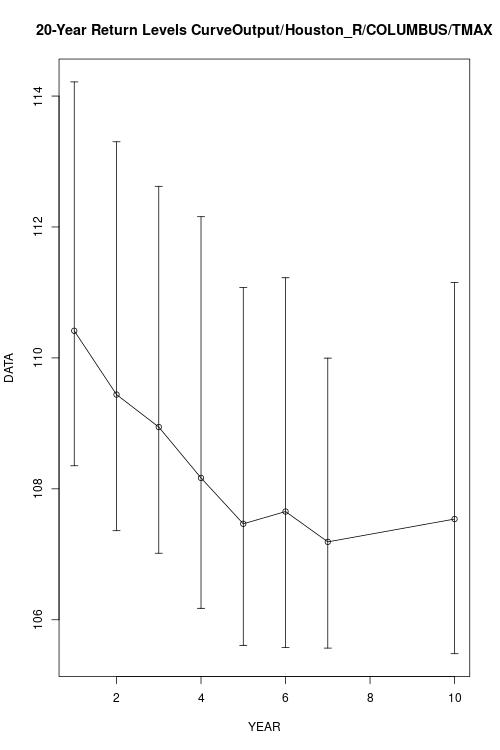 20-Year Return Levels CurveOutput/Houston_R/COLUMBUS/TMAX
114
112
110
108
106
DATA
2 4 6 8 10
YEAR